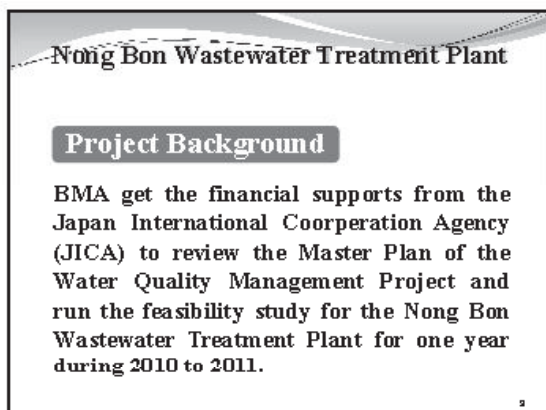 Nong Bon Wastewater Treatment Plant
Project Background
BMA get the financial supports from the
Japan International Coorperation Agency
(JICA) to review the Master Plan of the
Water Quality Management Project and
run the feasibility study for the Nong Bon
Wastewater Treatment Plant for one year
during 2010 to 2011.